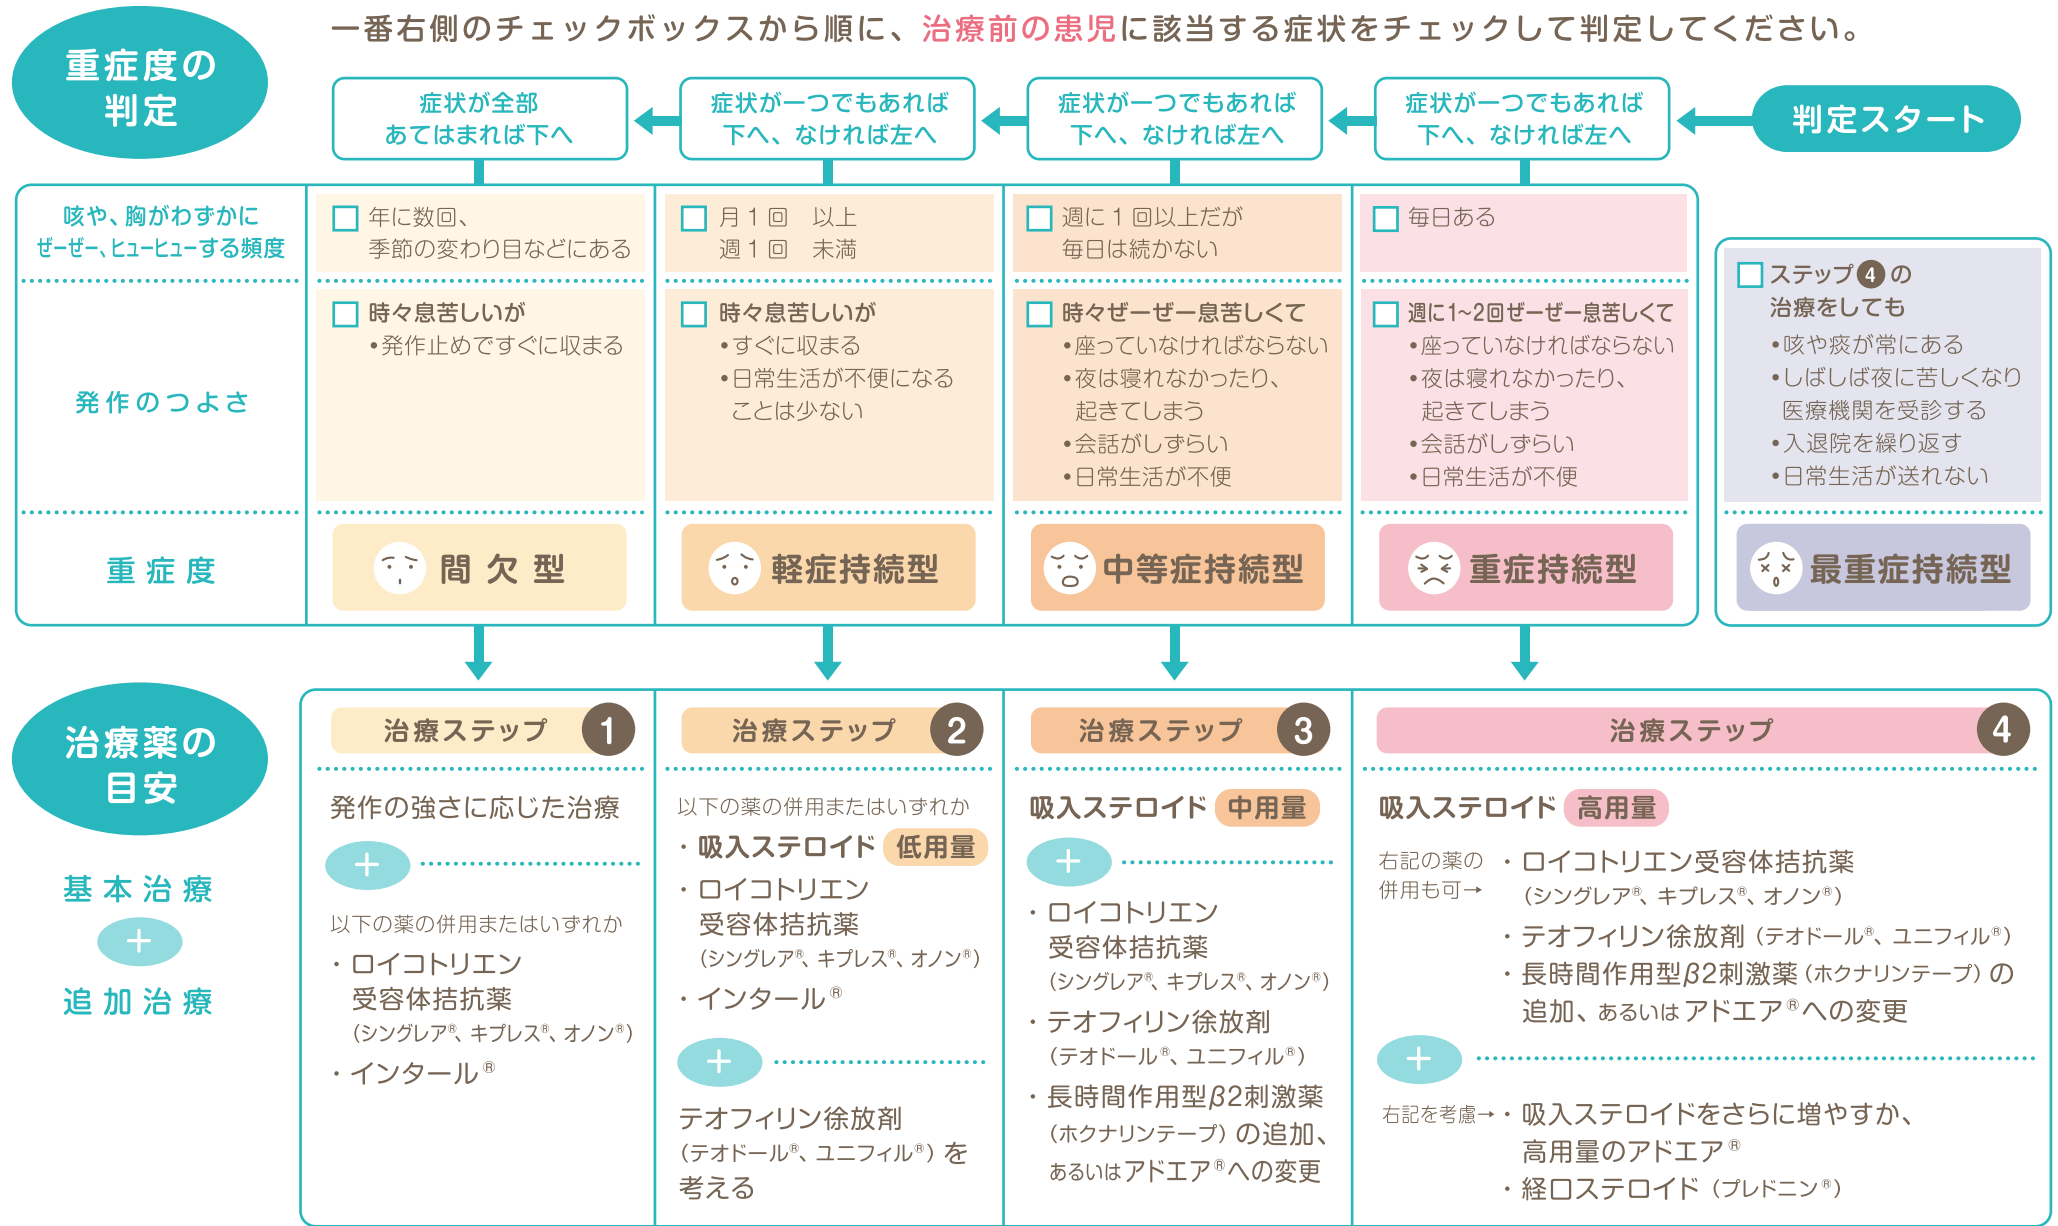 重症度の
判定
一番右側のチェックボックスから順に、治療前の患児に該当する症状をチェックして判定してください。
症状が全部
あてはまれば下へ
症状が一つでもあれば
下へ、なければ左へ
症状が一つでもあれば
下へ、なければ左へ
症状が一つでもあれば
下へ、なければ左へ
判定スタート
咳や、胸がわずかに
ぜーぜー、ヒューヒューする頻度
年に数回、
季節の変わり目などにある
月1回 以上
週1回 未満
週に1回以上だが
毎日は続かない
毎日ある
発作のつよさ
時々息苦しいが
•発作止めですぐに収まる
時々息苦しいが
•すぐに収まる
•日常生活が不便になる
ことは少ない
時々ぜーぜー息苦しくて
•座っていなければならない
•夜は寝れなかったり、
起きてしまう
•会話がしずらい
•日常生活が不便
週に1~2回ぜーぜー息苦しくて
•座っていなければならない
•夜は寝れなかったり、
起きてしまう
•会話がしずらい
•日常生活が不便
ステップ4の
治療をしても
•咳や痰が常にある
•しばしば夜に苦しくなり
医療機関を受診する
•入退院を繰り返す
•日常生活が送れない
重症度
間欠型
軽症持続型
中等症持続型
重症持続型
最重症持続型
治療薬の
目安
基本治療
+
追加治療
治療ステップ 1
発作の強さに応じた治療
+
以下の薬の併用またはいずれか
・ロイコトリエン
受容体拮抗薬
(シングレア®、キプレス®、オノン®)
・インタール®
治療ステップ 2
以下の薬の併用またはいずれか
・吸入ステロイド 低用量
・ロイコトリエン
受容体拮抗薬
(シングレア®、キプレス®、オノン®)
・インタール®
+
テオフィリン徐放剤
(テオドール®、ユニフィル®)を
考える
治療ステップ 3
吸入ステロイド 中用量
+
・ロイコトリエン
受容体拮抗薬
(シングレア®、キプレス®、オノン®)
・テオフィリン徐放剤
(テオドール®、ユニフィル®)
・長時間作用型β2刺激薬
(ホクナリンテープ)の追加、
あるいはアドエア®への変更
治療ステップ 4
吸入ステロイド 高用量
右記の薬の
併用も可→
・ロイコトリエン受容体拮抗薬
(シングレア®、キプレス®、オノン®)
・テオフィリン徐放剤(テオドール®、ユニフィル®)
・長時間作用型β2刺激薬(ホクナリンテープ)の
追加、あるいはアドエア®への変更
+
右記を考慮→・吸入ステロイドをさらに増やすか、
高用量のアドエア®
・経口ステロイド(プレドニン®)